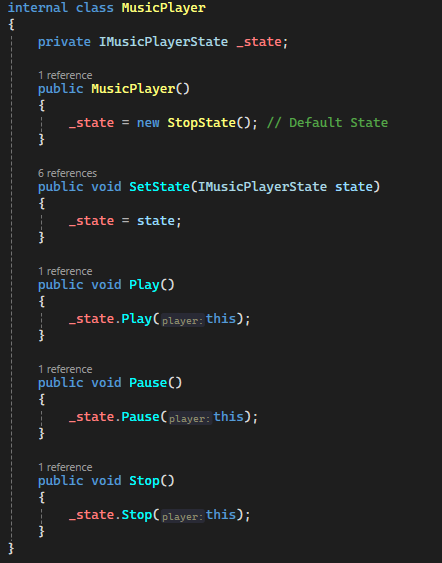 internal class MusicPlayer
{
private IMusicPlayerState _state;
1 reference
public MusicPlayer()
{
_state = new StopState(); // Default State
}
6 references
public void SetState(IMusicPlayerState state)
{
_state = state;
}
1 reference
public void Play()
{
_state.Play(player:this);
}
1 reference
public void Pause()
{
_state.Pause(player:this);
}
1 reference
public void Stop()
{
_state.Stop(player:this);
}
}